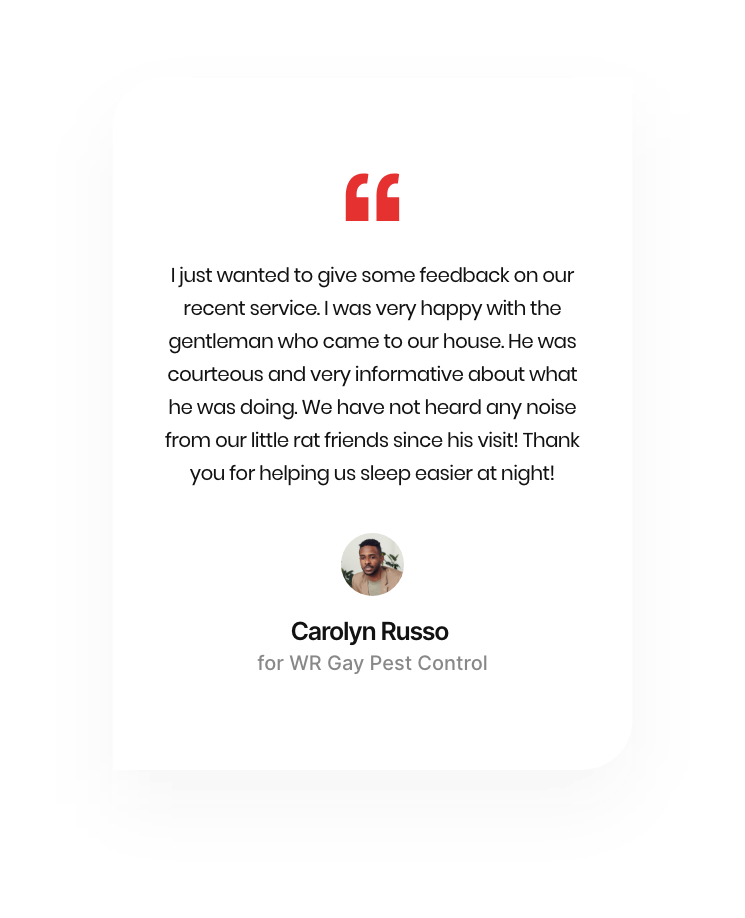 I just wanted to give some feedback on our
recent service. I was very happy with the
gentleman who came to our house. He was
courteous and very informative about what
he was doing. We have not heard any noise
from our little rat friends since his visit! Thank
you for helping us sleep easier at night!
Carolyn Russo
for WR Gay Pest Control